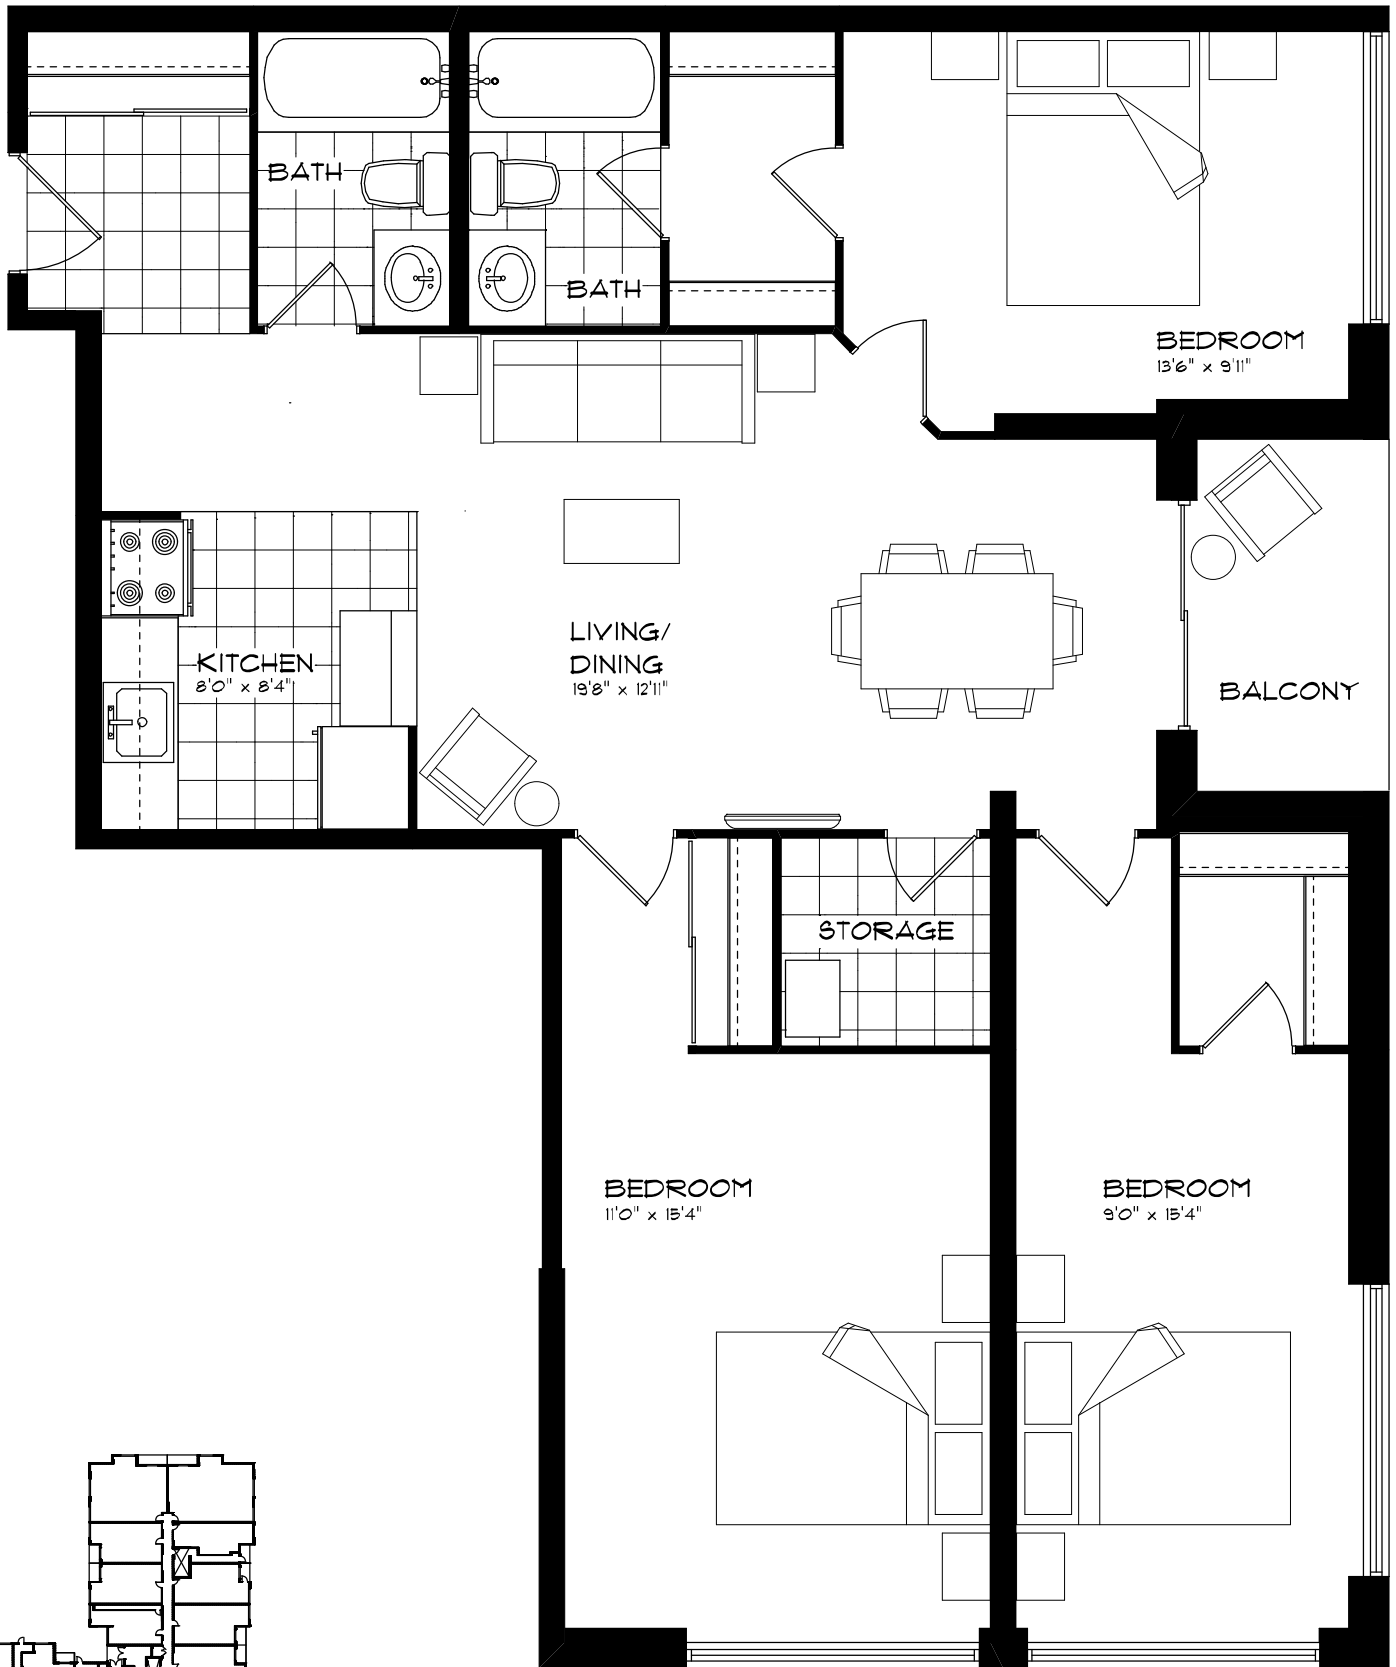 BATH
BATH
BEDROOM
13'6" x 9'11"
LIVING/
DINING
19'8" x 12'11"
KITCHEN
8'0" x 8'4"
BALCONY
STORAGE
BEDROOM
11'0" x 15'4"
BEDROOM
9'0" x 15'4"